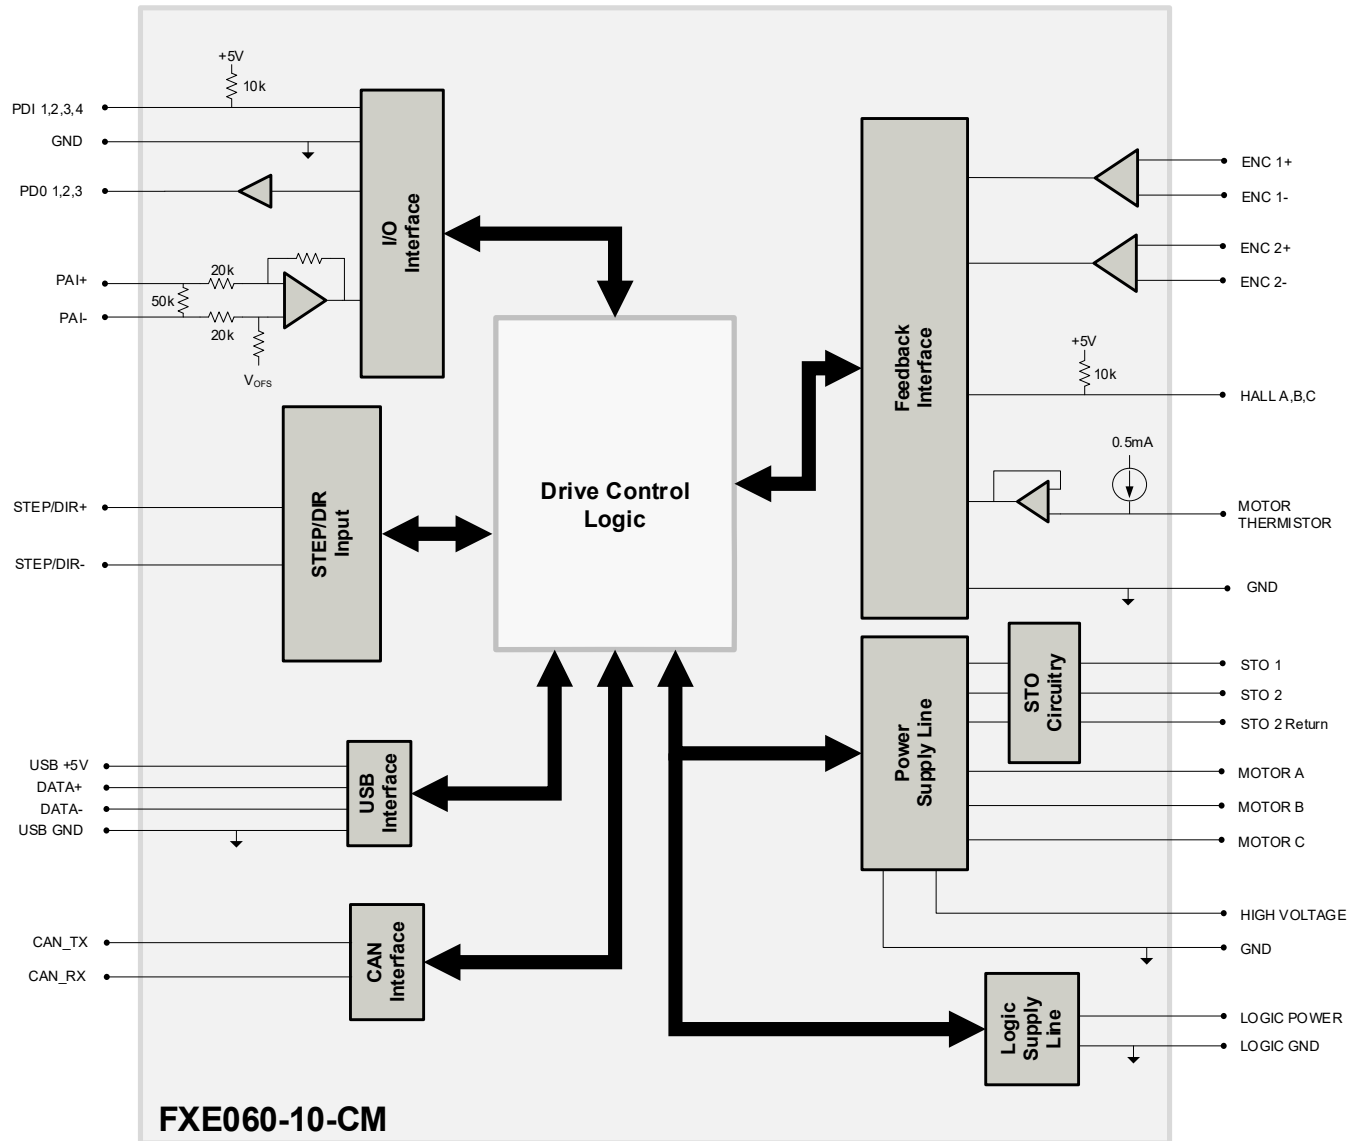 +5V
10k
PDI 1,2,3,4
GND
PD0 1,2,3
PAI+
20k
50k
PAI-
20k
VOFS
I/O
Interface
STEP/DIR+
STEP/DIR-
STEP/DIR
Input
Drive Control
Logic
USB +5V
DATA+
DATA-
USB GND
USB
Interface
CAN_TX
CAN_RX
CAN
Interface
Feedback
Interface
ENC 1+
ENC 1-
ENC 2+
ENC 2-
+5V
10k
HALL A,B,C
0.5mA
MOTOR
THERMISTOR
GND
Power
Supply Line
STO
Circuitry
STO 1
STO 2
STO 2 Return
MOTOR A
MOTOR B
MOTOR C
HIGH VOLTAGE
GND
Logic
Supply
Line
LOGIC POWER
LOGIC GND
FXE060-10-CM